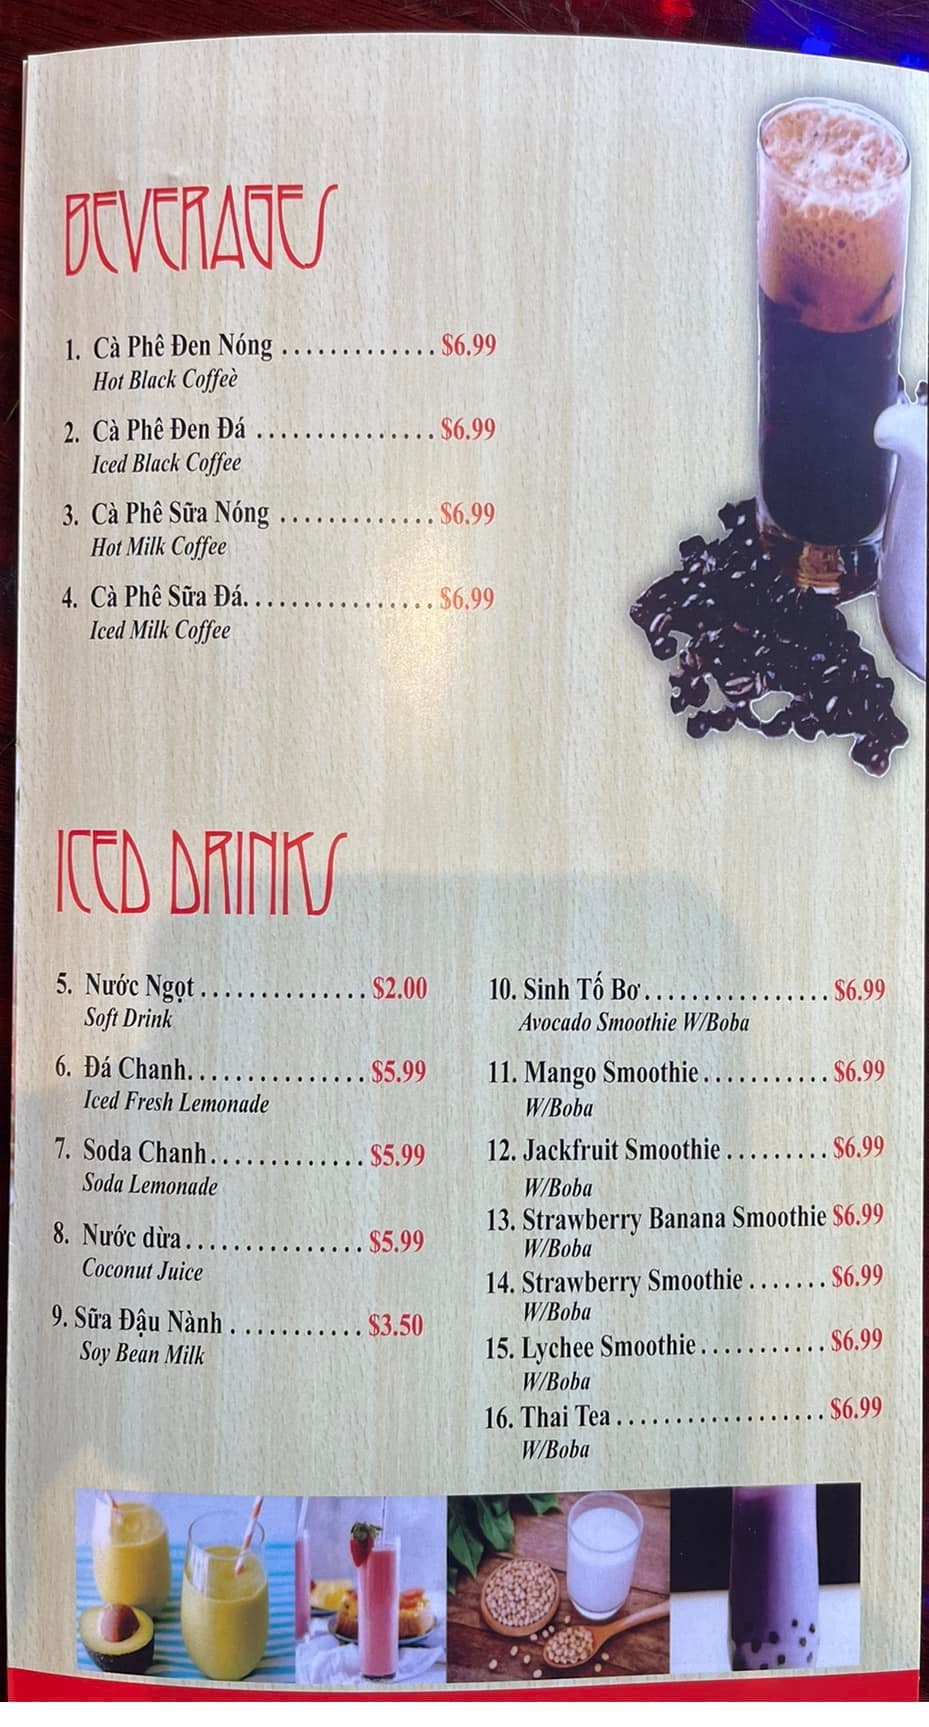 BEVERAGES
1. Cà Phê Đen Nóng ............. $6.99
Hot Black Coffeè
2. Cà Phê Đen Đá ............... $6.99
Iced Black Coffee
3. Cà Phê Sữa Nóng ............. $6.99
Hot Milk Coffee
4. Cà Phê Sữa Đá................ $6.99
Iced Milk Coffee
ICED DRINKS
5. Nước Ngọt .............. $2.00
Soft Drink
6. Đá Chanh............... $5.99
Iced Fresh Lemonade
7. Soda Chanh............. $5.99
Soda Lemonade
8. Nước dừa............... $5.99
Coconut Juice
9. Sữa Đậu Nành ........... $3.50
Soy Bean Milk
10. Sinh Tố Bơ................ $6.99
Avocado Smoothie W/Boba
11. Mango Smoothie........... $6.99
W/Boba
12. Jackfruit Smoothie ......... $6.99
W/Boba
13. Strawberry Banana Smoothie $6.99
W/Boba
14. Strawberry Smoothie ....... $6.99
W/Boba
15. Lychee Smoothie........... $6.99
W/Boba
16. Thai Tea .................. $6.99
W/Boba